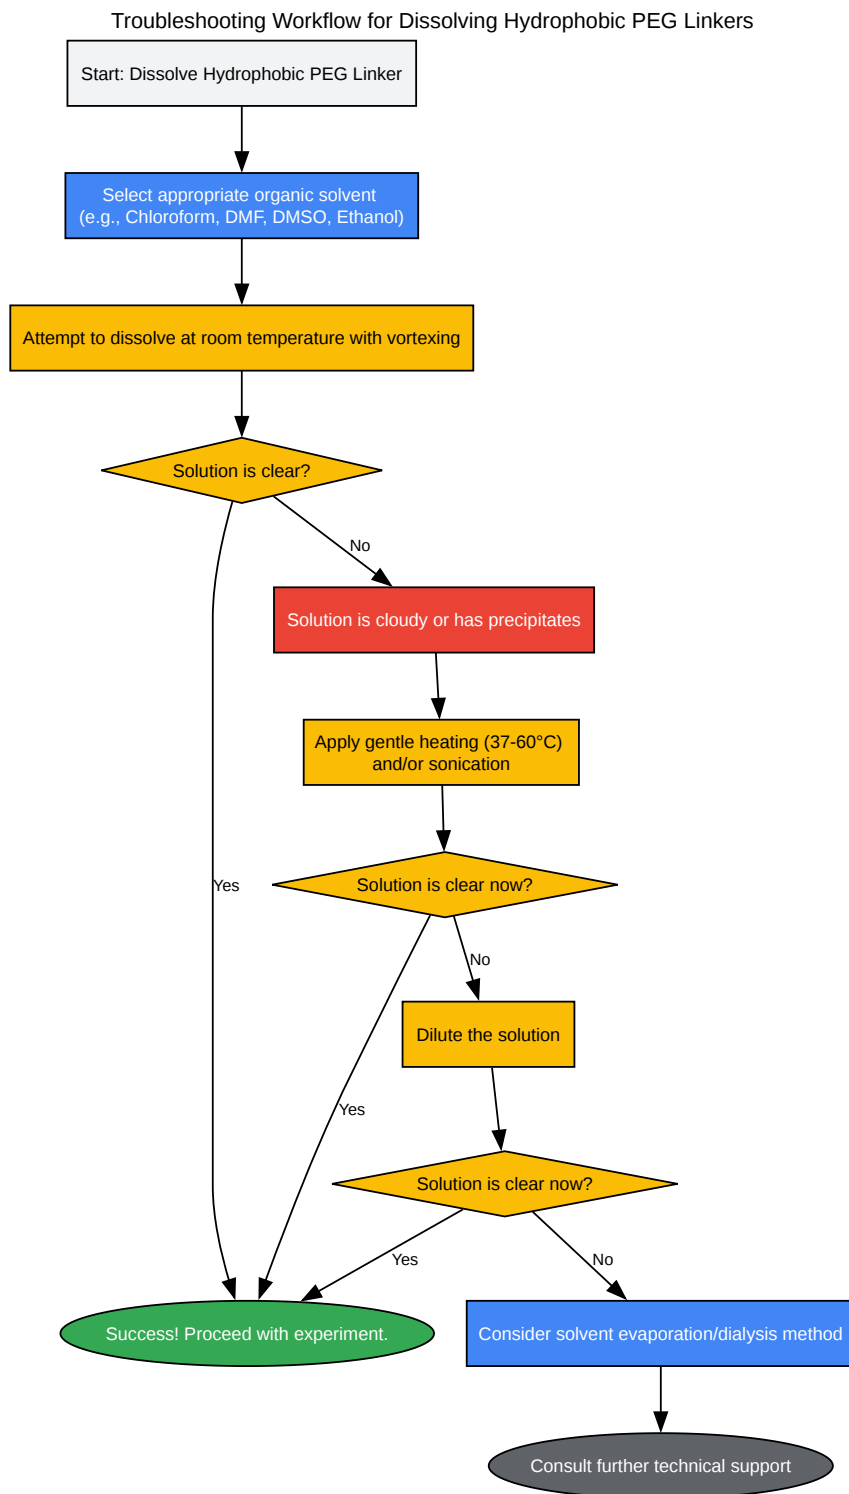 Troubleshooting Workflow for Dissolving Hydrophobic PEG Linkers
Start: Dissolve Hydrophobic PEG Linker
Select appropriate organic solvent
(e.g., Chloroform, DMF, DMSO, Ethanol)
Attempt to dissolve at room temperature with vortexing
Solution is clear?
No
Solution is cloudy or has precipitates
Apply gentle heating (37-60°C)
and/or sonication
Solution is clear now?
Yes
No
Dilute the solution
Yes
Solution is clear now?
Yes
No
Success! Proceed with experiment.
Consider solvent evaporation/dialysis method
Consult further technical support